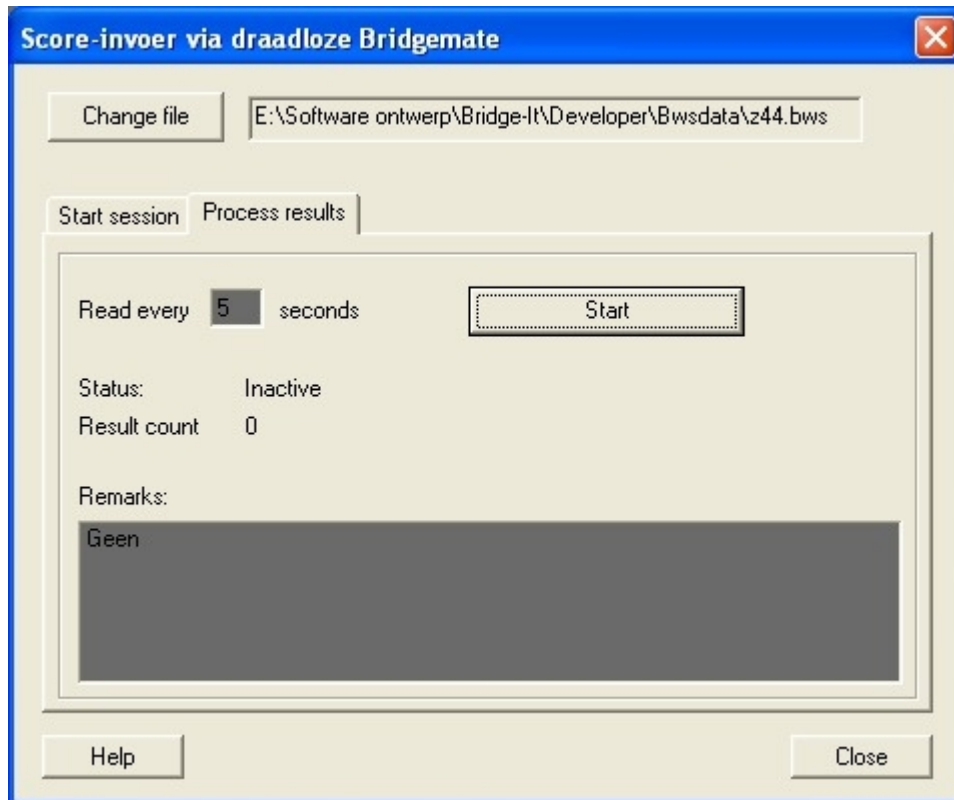 Score-invoer via draadloze Bridgemate
Change file
E:\Software ontwerp\Bridge-It\Developer\Bwsdata\z44.bws
Start session
Process results
Read every 5 seconds
Start
Status: Inactive
Result count 0
Remarks:
Geen
Help
Close